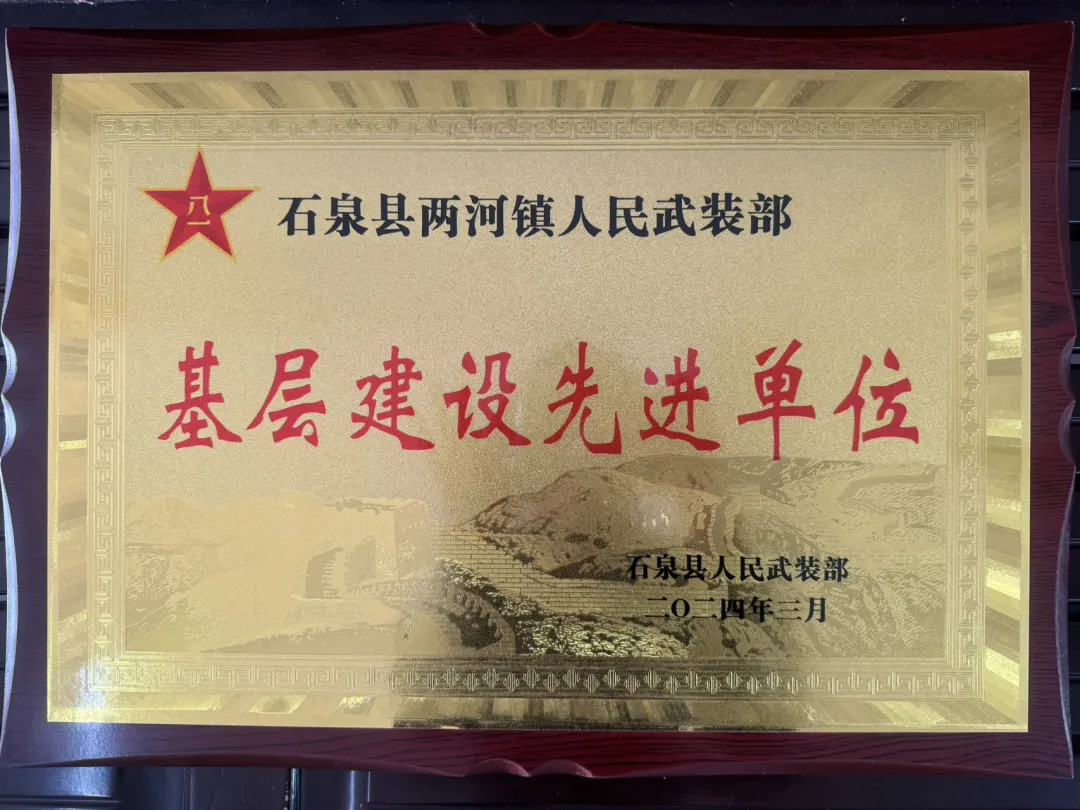 八一
石泉县两河镇人民武装部
基层建设先进单位
石泉县人民武装部
二〇二四年三月